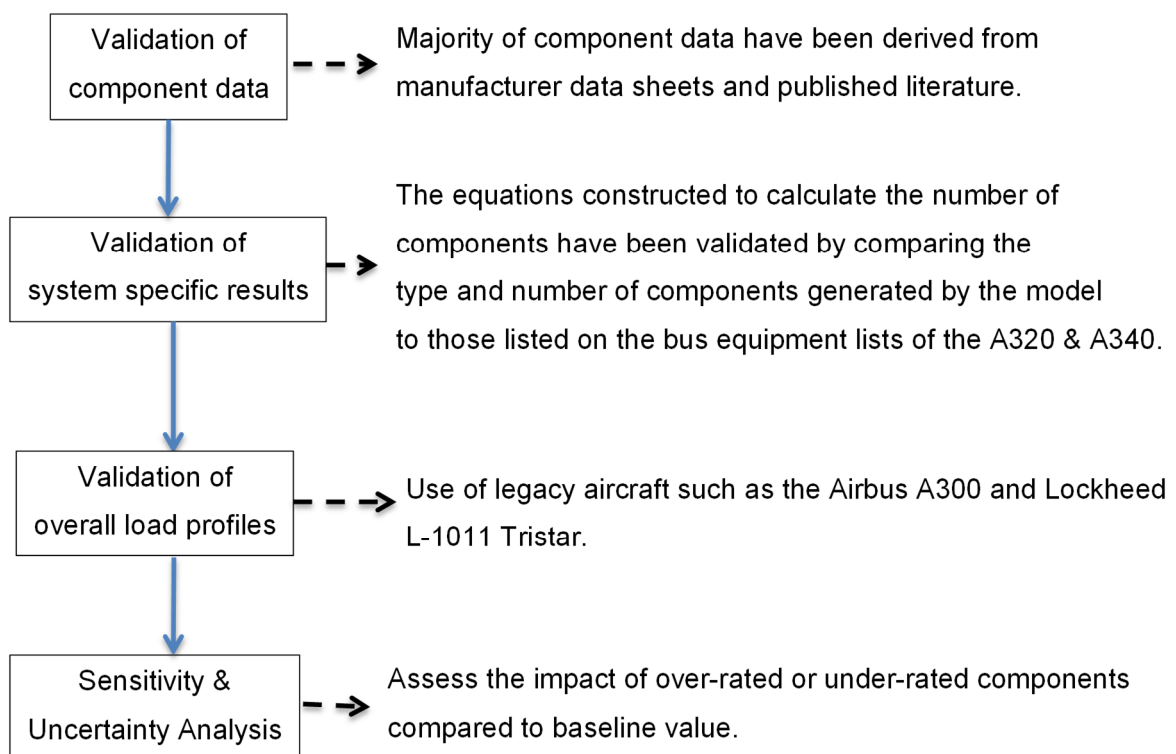 Validation of
component data
Majority of component data have been derived from
manufacturer data sheets and published literature.
Validation of
system specific results
The equations constructed to calculate the number of
components have been validated by comparing the
type and number of components generated by the model
to those listed on the bus equipment lists of the A320 & A340.
Validation of
overall load profiles
Use of legacy aircraft such as the Airbus A300 and Lockheed
L-1011 Tristar.
Sensitivity &
Uncertainty Analysis
Assess the impact of over-rated or under-rated components
compared to baseline value.